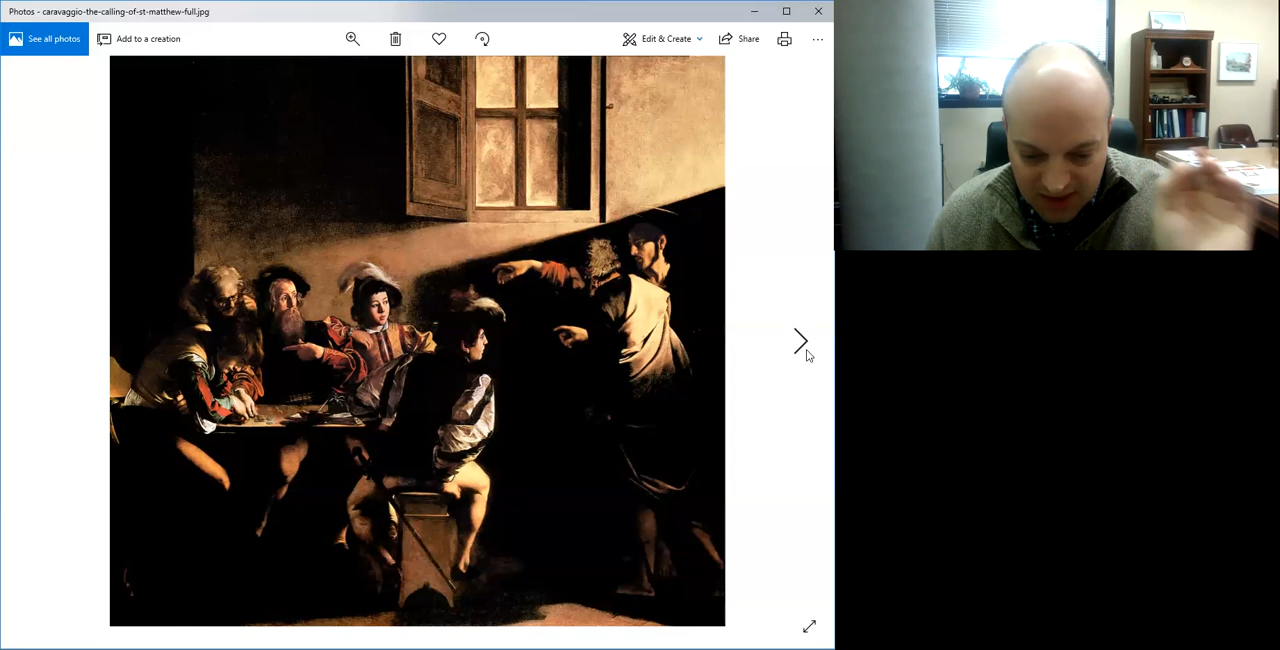 Photos - caravaggio-the-calling-of-st-matthew-full.jpg
See all photos
Add to a creation
Edit & Create
Share